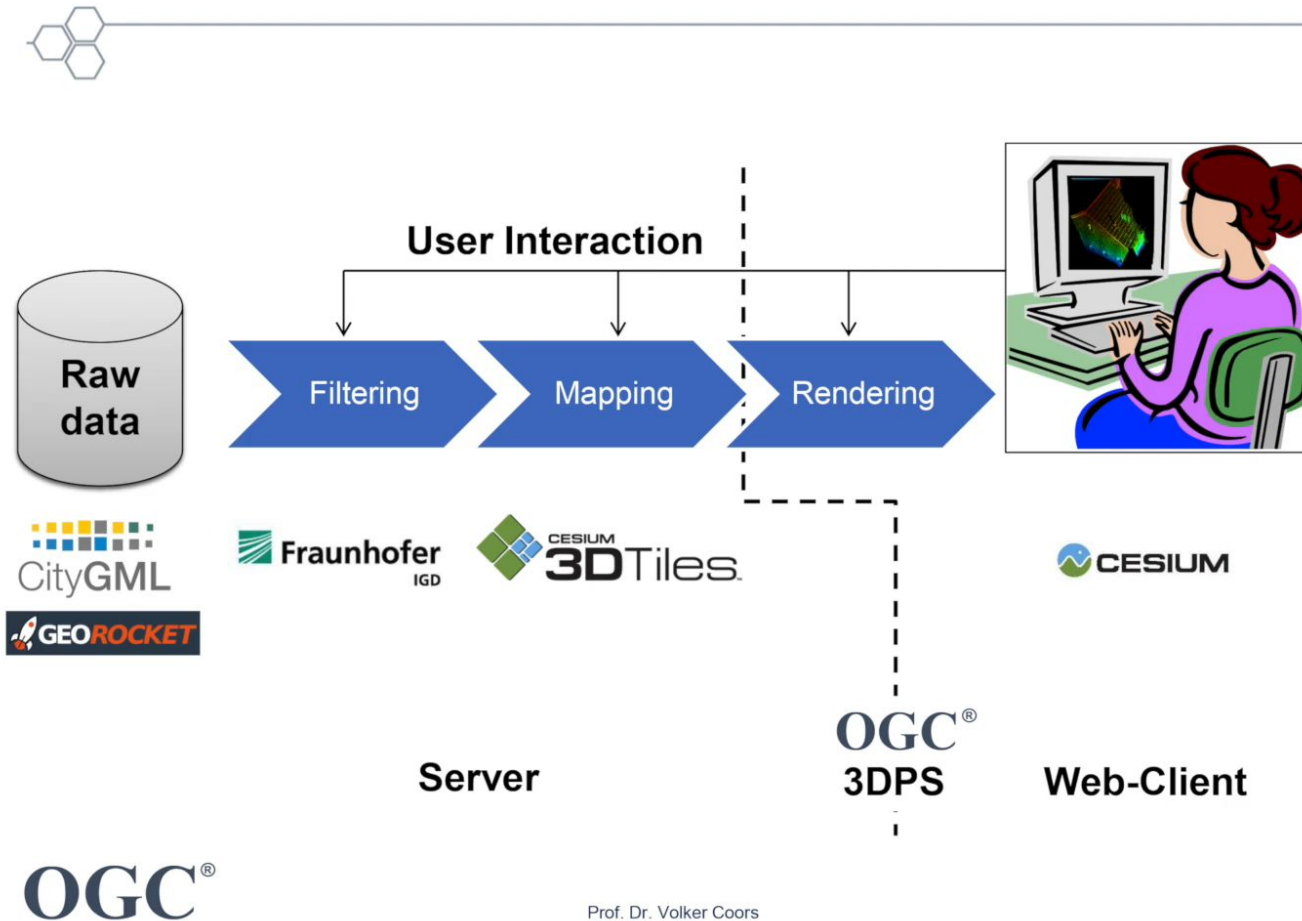 User Interaction
Raw
data
Filtering
Mapping
Rendering
CityGML
GEOROCKET
Fraunhofer
IGD
CESIUM
3DTiles™
CESIUM
OGC®
3DPS
Server
Web-Client
OGC®
Prof. Dr. Volker Coors